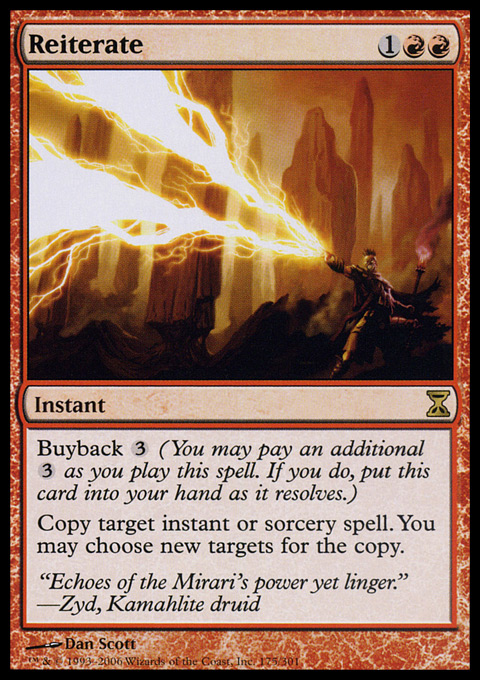 Reiterate 1
Instant
Buyback 3 (You may pay an additional
3 as you play this spell. If you do, put this
card into your hand as it resolves.)
Copy target instant or sorcery spell. You
may choose new targets for the copy.
“Echoes of the Mirari’s power yet linger.”
—Zyd, Kamahlite druid
Dan Scott
™ & © 1993–2006 Wizards of the Coast, Inc. 175/301